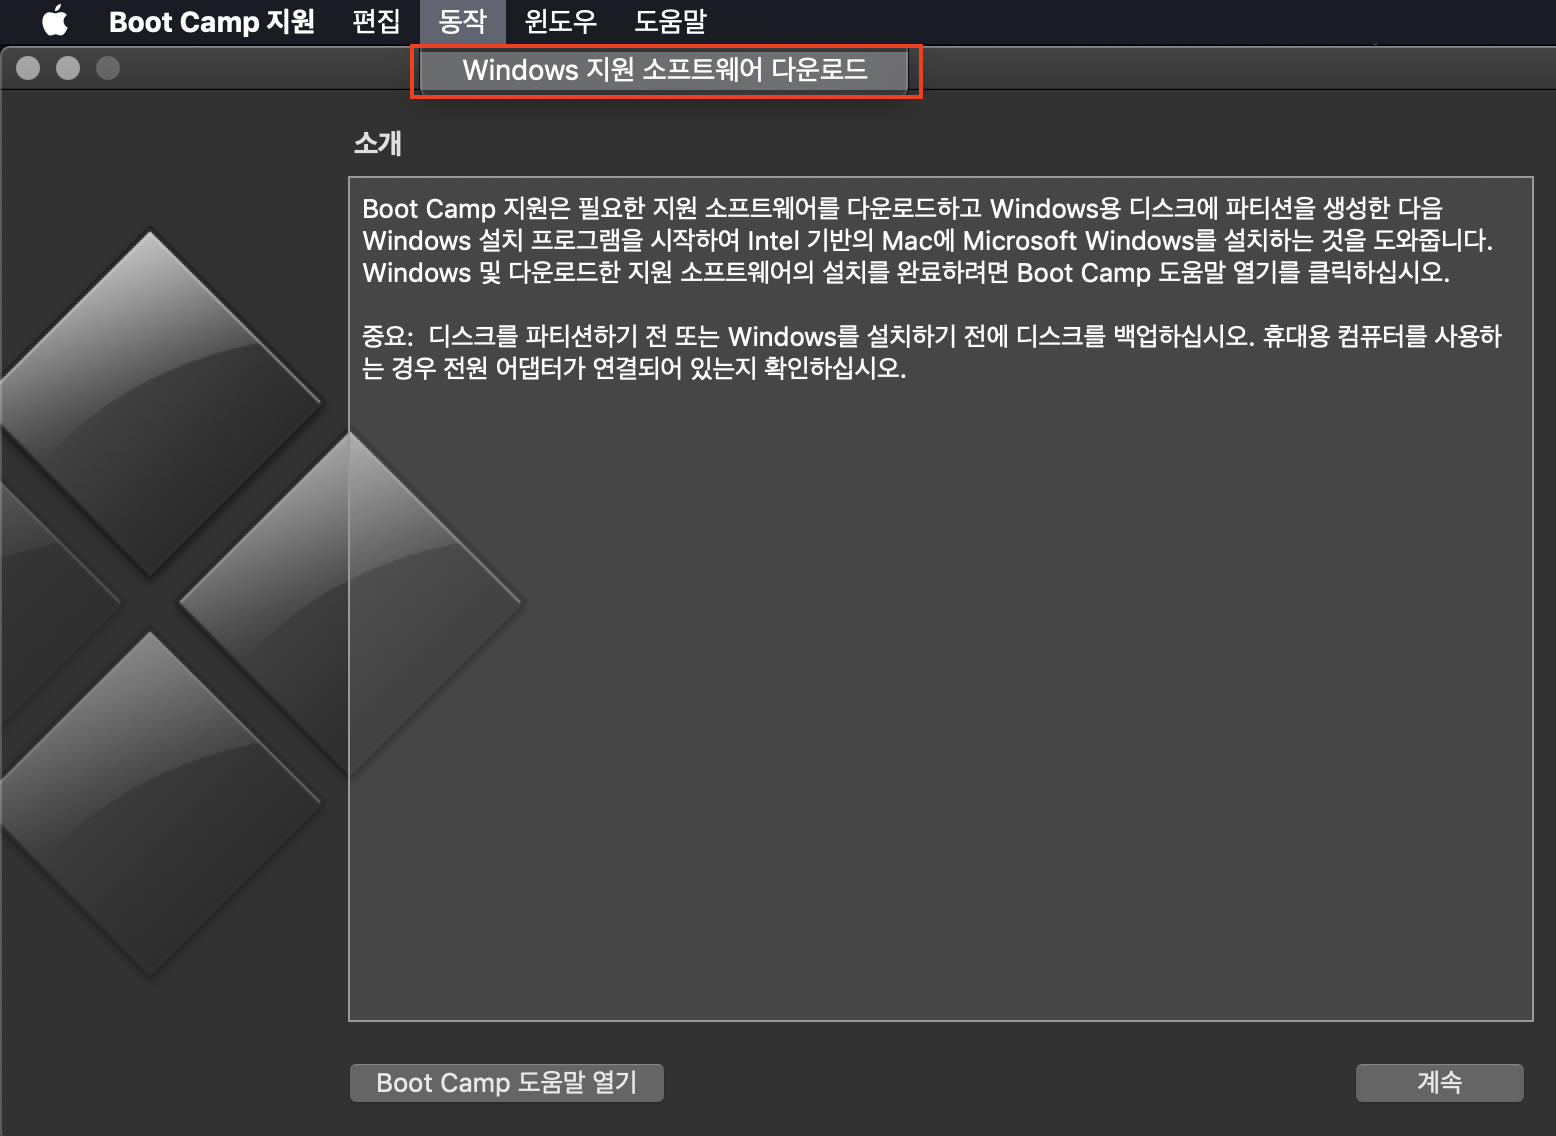 Boot Camp 지원 편집 동작 윈도우 도움말
Windows 지원 소프트웨어 다운로드
소개
Boot Camp 지원은 필요한 지원 소프트웨어를 다운로드하고 Windows용 디스크에 파티션을 생성한 다음
Windows 설치 프로그램을 시작하여 Intel 기반의 Mac에 Microsoft Windows를 설치하는 것을 도와줍니다.
Windows 및 다운로드한 지원 소프트웨어의 설치를 완료하려면 Boot Camp 도움말 열기를 클릭하십시오.
중요: 디스크를 파티션하기 전 또는 Windows를 설치하기 전에 디스크를 백업하십시오. 휴대용 컴퓨터를 사용하
는 경우 전원 어댑터가 연결되어 있는지 확인하십시오.
Boot Camp 도움말 열기 계속